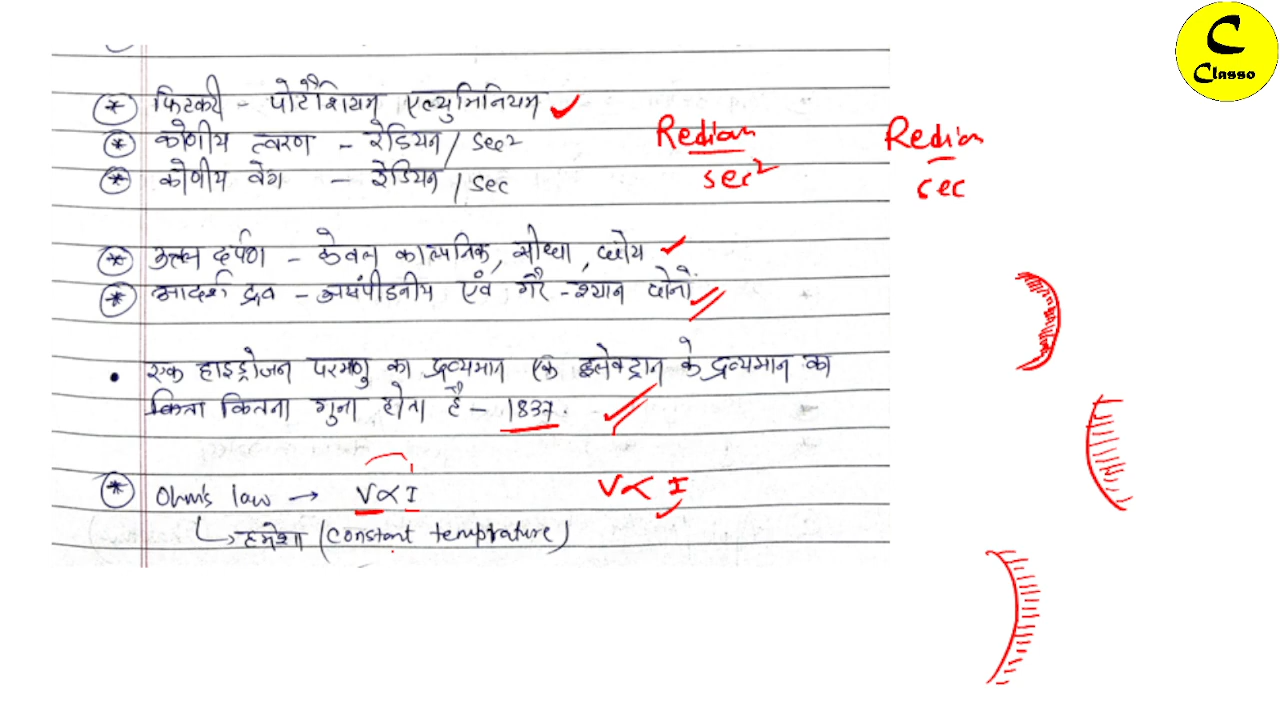 C
Classo
* फिटकरी - पोटैशियम एल्युमिनियम
* कोणीय त्वरण - रेडियन / sec²
Redian / sec²
Redian / sec
* कोणीय वेग - रेडियन / sec
* उत्तल दर्पण - केवल काल्पनिक, सीधा, छोटा
* आदर्श द्रव - असंपीडनीय एवं गैर-श्यान दोनों
• एक हाइड्रोजन परमाणु का द्रव्यमान एक इलेक्ट्रान के द्रव्यमान का
कितना गुना होता है - 1837.
* Ohm's law → V∝I
V∝ I
↳ हमेशा (constant temprature)